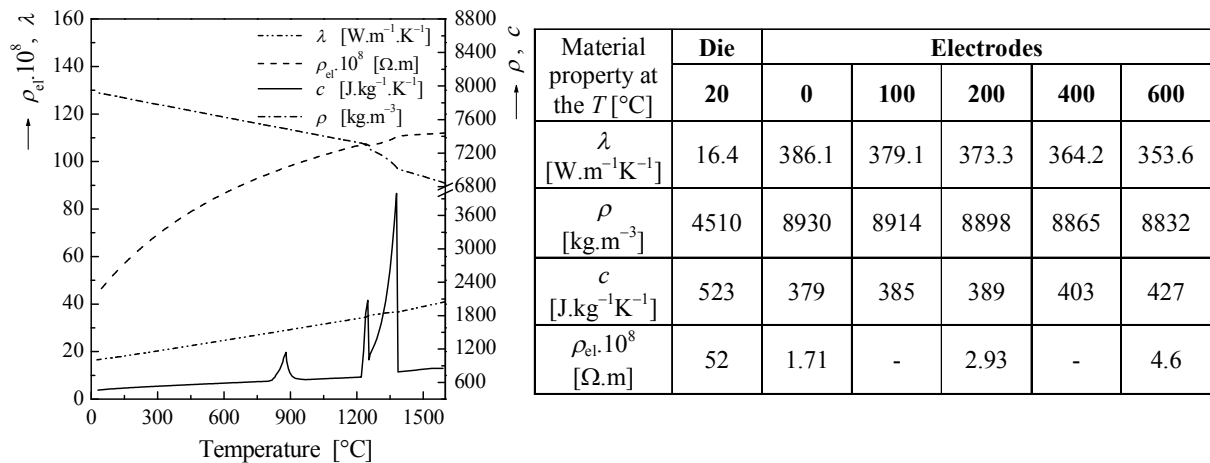 160
140
120
100
80
60
40
20
0
→ ρel.10⁸, λ
λ [W.m⁻¹.K⁻¹]
ρel.10⁸ [Ω.m]
c [J.kg⁻¹.K⁻¹]
ρ [kg.m⁻³]
8800
8400
8000
7600
7200
6800
3600
3000
2400
1800
1200
600
→ ρ, c
0 300 600 900 1200 1500
Temperature [°C]
Material property at the T [°C] Die Electrodes
20 0 100 200 400 600
λ [W.m⁻¹K⁻¹] 16.4 386.1 379.1 373.3 364.2 353.6
ρ [kg.m⁻³] 4510 8930 8914 8898 8865 8832
c [J.kg⁻¹K⁻¹] 523 379 385 389 403 427
ρel.10⁸ [Ω.m] 52 1.71 - 2.93 - 4.6